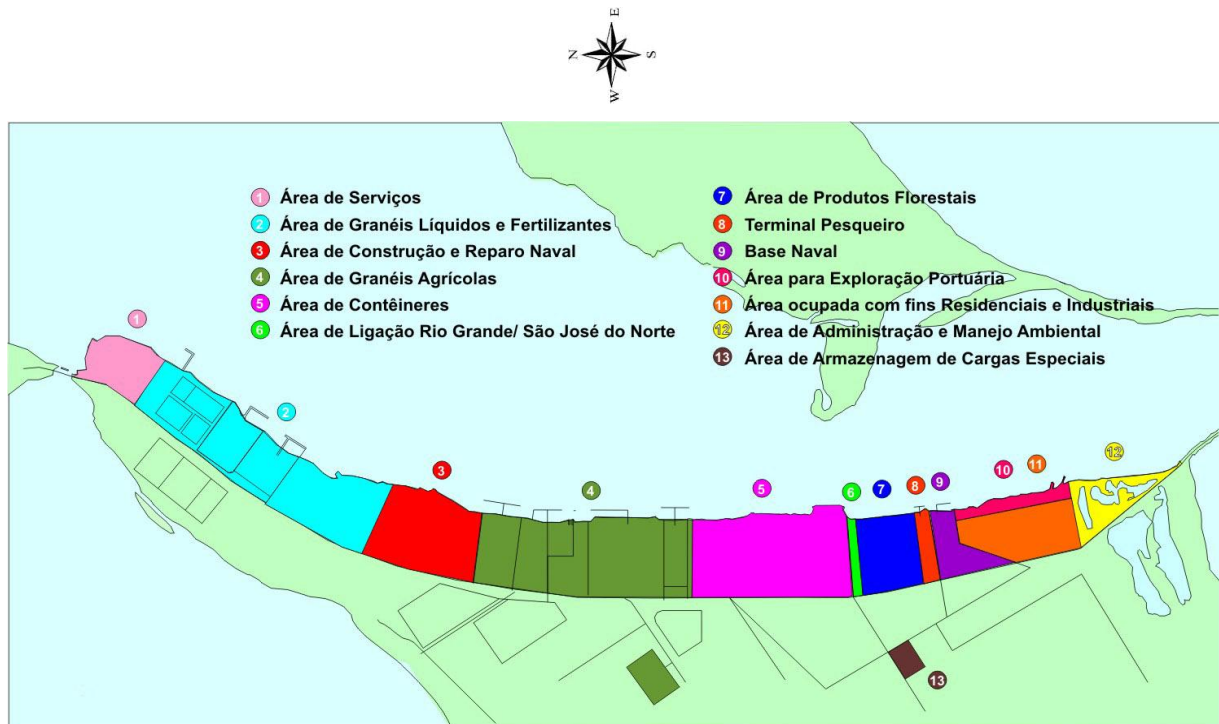 E
N
S
W
1 Área de Serviços
2 Área de Granéis Líquidos e Fertilizantes
3 Área de Construção e Reparo Naval
4 Área de Granéis Agrícolas
5 Área de Contêineres
6 Área de Ligação Rio Grande/ São José do Norte
7 Área de Produtos Florestais
8 Terminal Pesqueiro
9 Base Naval
10 Área para Exploração Portuária
11 Área ocupada com fins Residenciais e Industriais
12 Área de Administração e Manejo Ambiental
13 Área de Armazenagem de Cargas Especiais
1
2
3
4
5
6
7
8
9
10
11
12
13